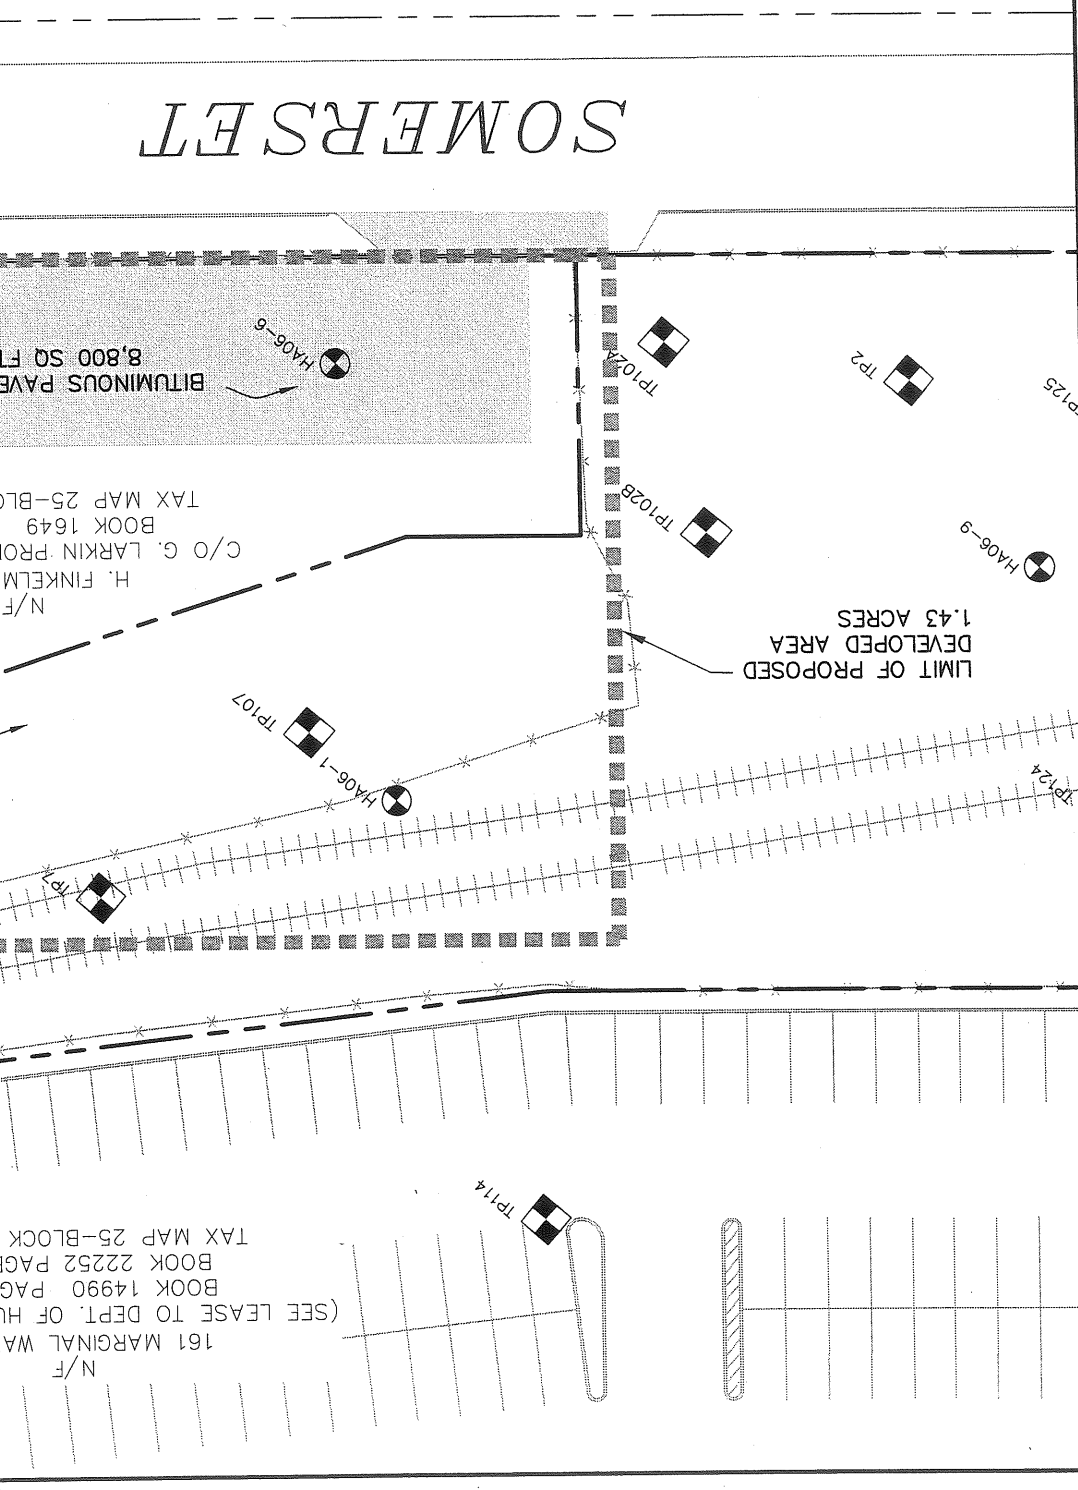 N/F
161 MARGINAL WA
(SEE LEASE TO DEPT. OF HU
BOOK 14990 PAG
BOOK 22252 PAGE
TAX MAP 25-BLOCK
TP114
TP7
TP124
HA06-1
TP107
LIMIT OF PROPOSED
DEVELOPED AREA
1.43 ACRES
N/F
H. FINKELM
C/O G. LARKIN PRO
BOOK 1649
TAX MAP 25-BLO
HA06-9
TP102B
TP125
TP2
TP102A
BITUMINOUS PAVE
8,800 SQ FT
HA06-6
SOMERSET